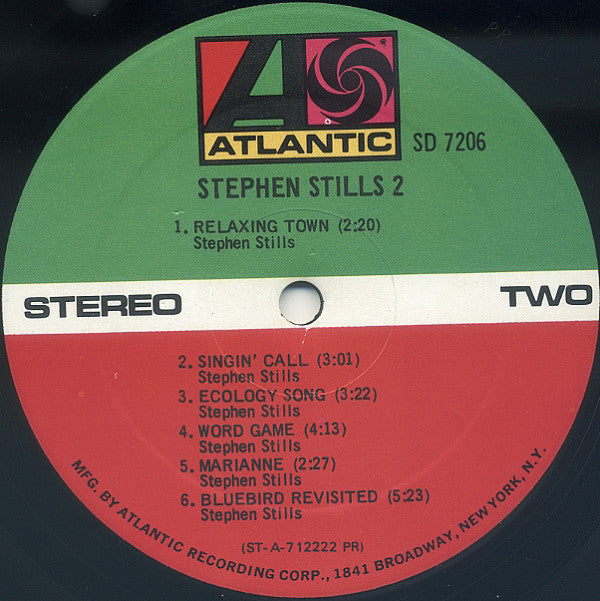 ATLANTIC
SD 7206
STEPHEN STILLS 2
1. RELAXING TOWN (2:20)
Stephen Stills
STEREO
TWO
2. SINGIN' CALL (3:01)
Stephen Stills
3. ECOLOGY SONG (3:22)
Stephen Stills
4. WORD GAME (4:13)
Stephen Stills
5. MARIANNE (2:27)
Stephen Stills
6. BLUEBIRD REVISITED (5:23)
Stephen Stills
(ST-A-712222 PR)
MFG. BY ATLANTIC RECORDING CORP., 1841 BROADWAY, NEW YORK, N.Y.